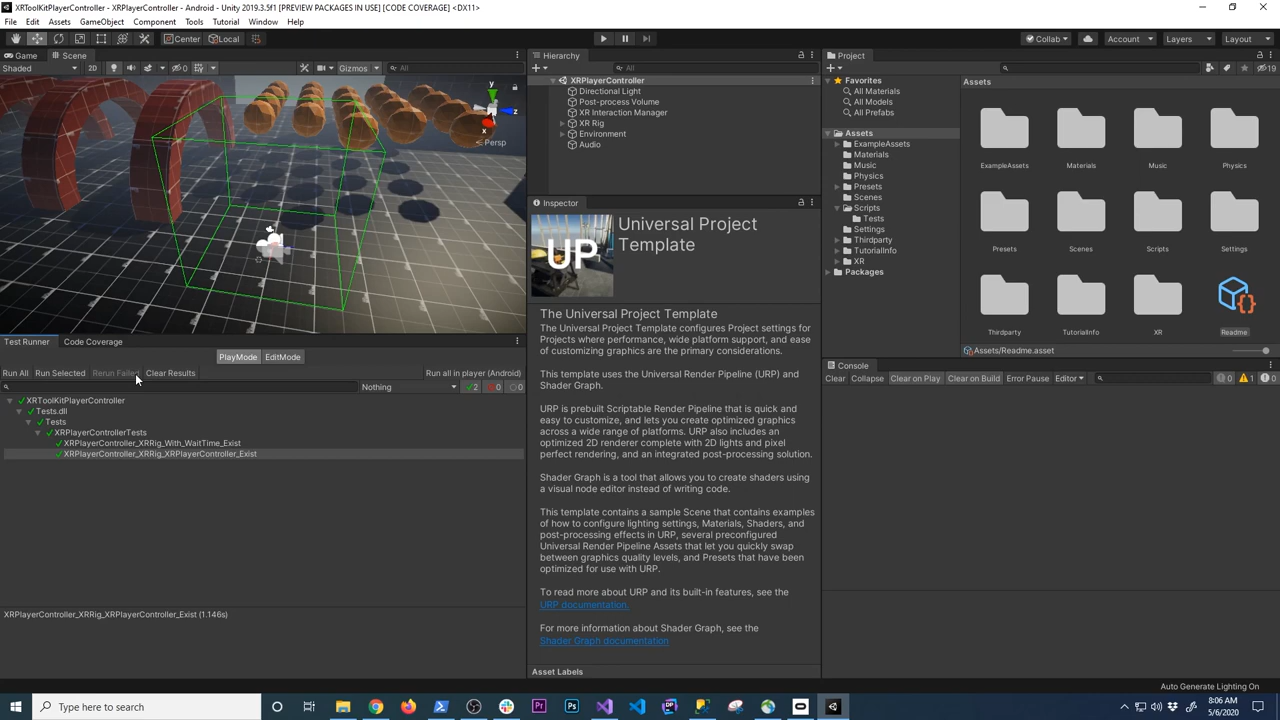 XRToolKitPlayerController - XRPlayerController - Android - Unity 2019.3.5f1 [PREVIEW PACKAGES IN USE] [CODE COVERAGE] <DX11>
File Edit Assets GameObject Component Tools Tutorial Window Help
Center Local Collab Account Layers Layout
Game Scene
Shaded 2D 0 Gizmos All
y
z
x
Persp
Test Runner Code Coverage
PlayMode EditMode
Run All Run Selected Rerun Failed Clear Results Run all in player (Android)
Nothing 2 0 0
XRToolKitPlayerController
Tests.dll
Tests
XRPlayerControllerTests
XRPlayerController_XRRig_With_WaitTime_Exist
XRPlayerController_XRRig_XRPlayerController_Exist
XRPlayerController_XRRig_XRPlayerController_Exist (1.146s)
Hierarchy
All
XRPlayerController
Directional Light
Post-process Volume
XR Interaction Manager
XR Rig
Environment
Audio
Inspector
UP
Universal Project
Template
The Universal Project Template
The Universal Project Template configures Project settings for
Projects where performance, wide platform support, and ease
of customizing graphics are the primary considerations.
This template uses the Universal Render Pipeline (URP) and
Shader Graph.
URP is prebuilt Scriptable Render Pipeline that is quick and
easy to customize, and lets you create optimized graphics
across a wide range of platforms. URP also includes an
optimized 2D renderer complete with 2D lights and pixel
perfect rendering, and an integrated post-processing solution.
Shader Graph is a tool that allows you to create shaders using
a visual node editor instead of writing code.
This template contains a sample Scene that contains examples
of how to configure lighting settings, Materials, Shaders, and
post-processing effects in URP, several preconfigured
Universal Render Pipeline Assets that let you quickly swap
between graphics quality levels, and Presets that have been
optimized for use with URP.
To read more about URP and its built-in features, see the
URP documentation.
For more information about Shader Graph, see the
Shader Graph documentation.
Asset Labels
Project
19
Favorites
All Materials
All Models
All Prefabs
Assets
ExampleAssets
Materials
Music
Physics
Presets
Scenes
Scripts
Tests
Settings
Thirdparty
TutorialInfo
XR
Packages
Assets
ExampleAssets Materials Music Physics
Presets Scenes Scripts Settings
Thirdparty TutorialInfo XR Readme
Assets/Readme.asset
Console
Clear Collapse Clear on Play Clear on Build Error Pause Editor 0 1 0
Auto Generate Lighting On
Type here to search
Pr Ps
8:06 AM
5/6/2020